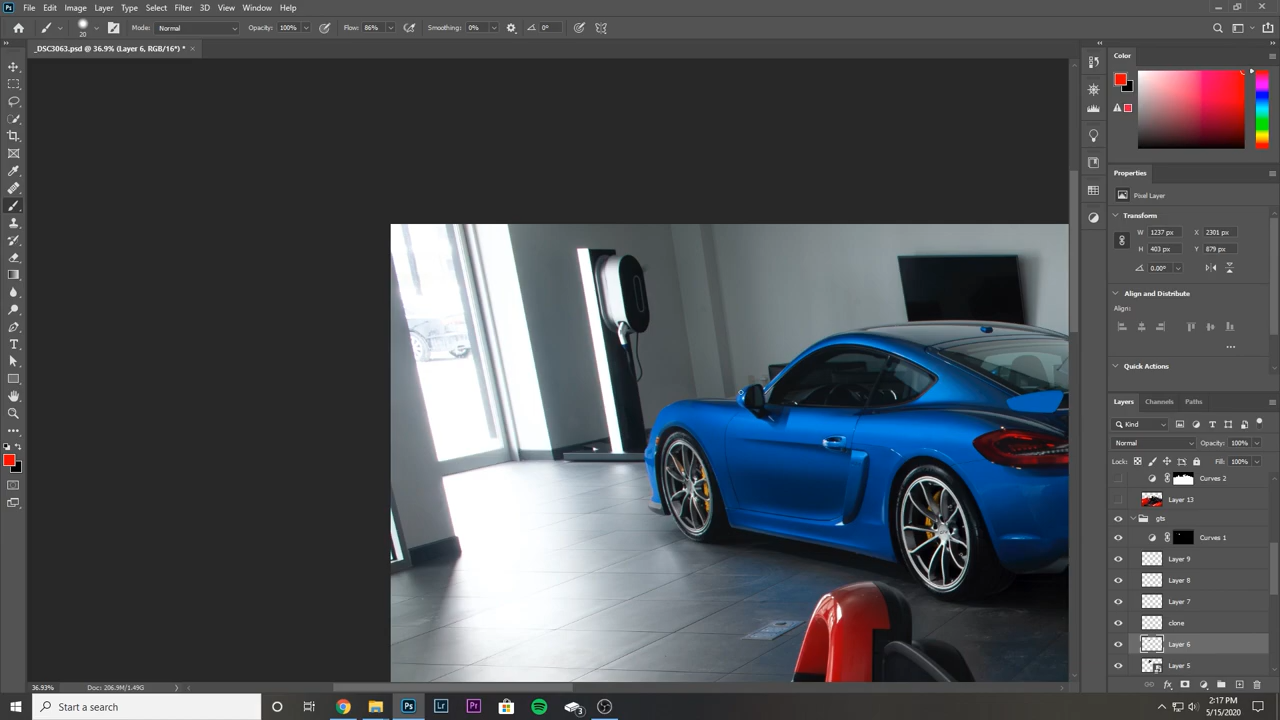 File Edit Image Layer Type Select Filter 3D View Window Help
20 Mode: Normal Opacity: 100% Flow: 86% Smoothing: 0% 0°
_DSC3063.psd @ 36.9% (Layer 6, RGB/16*) *
Color
Properties
Pixel Layer
Transform
W 1237 px X 2301 px
H 403 px Y 879 px
0.00°
Align and Distribute
Align:
Quick Actions
Layers Channels Paths
Kind
Normal Opacity: 100%
Lock: Fill: 100%
Curves 2
Layer 13
gts
Curves 1
Layer 9
Layer 8
Layer 7
clone
Layer 6
Layer 5
36.93% Doc: 206.9M/1.49G
Start a search
3
2:17 PM
5/15/2020